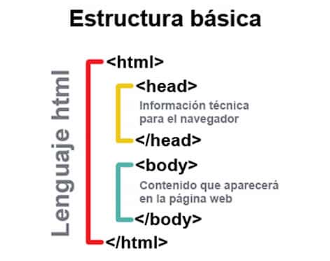 Estructura básica
Lenguaje html
<html>
<head>
Información técnica
para el navegador
</head>
<body>
Contenido que aparecerá
en la página web
</body>
</html>